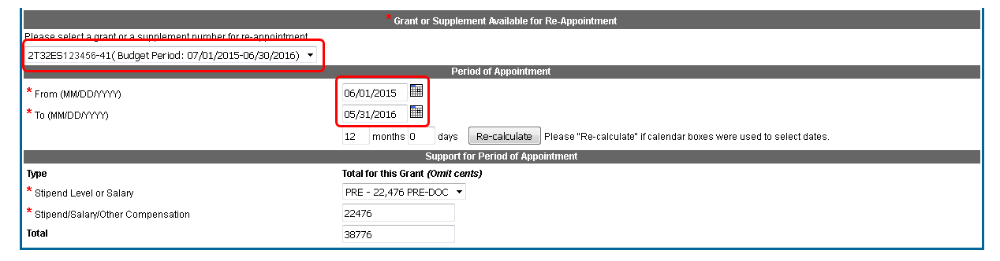 * Grant or Supplement Available for Re-Appointment
Please select a grant or a supplement number for re-appointment
2T32ES123456-41( Budget Period: 07/01/2015-06/30/2016)
Period of Appointment
* From (MM/DD/YYYY) 06/01/2015
* To (MM/DD/YYYY) 05/31/2016
12 months 0 days Re-calculate Please "Re-calculate" if calendar boxes were used to select dates.
Support for Period of Appointment
Type Total for this Grant (Omit cents)
* Stipend Level or Salary PRE - 22,476 PRE-DOC
* Stipend/Salary/Other Compensation 22476
Total 38776